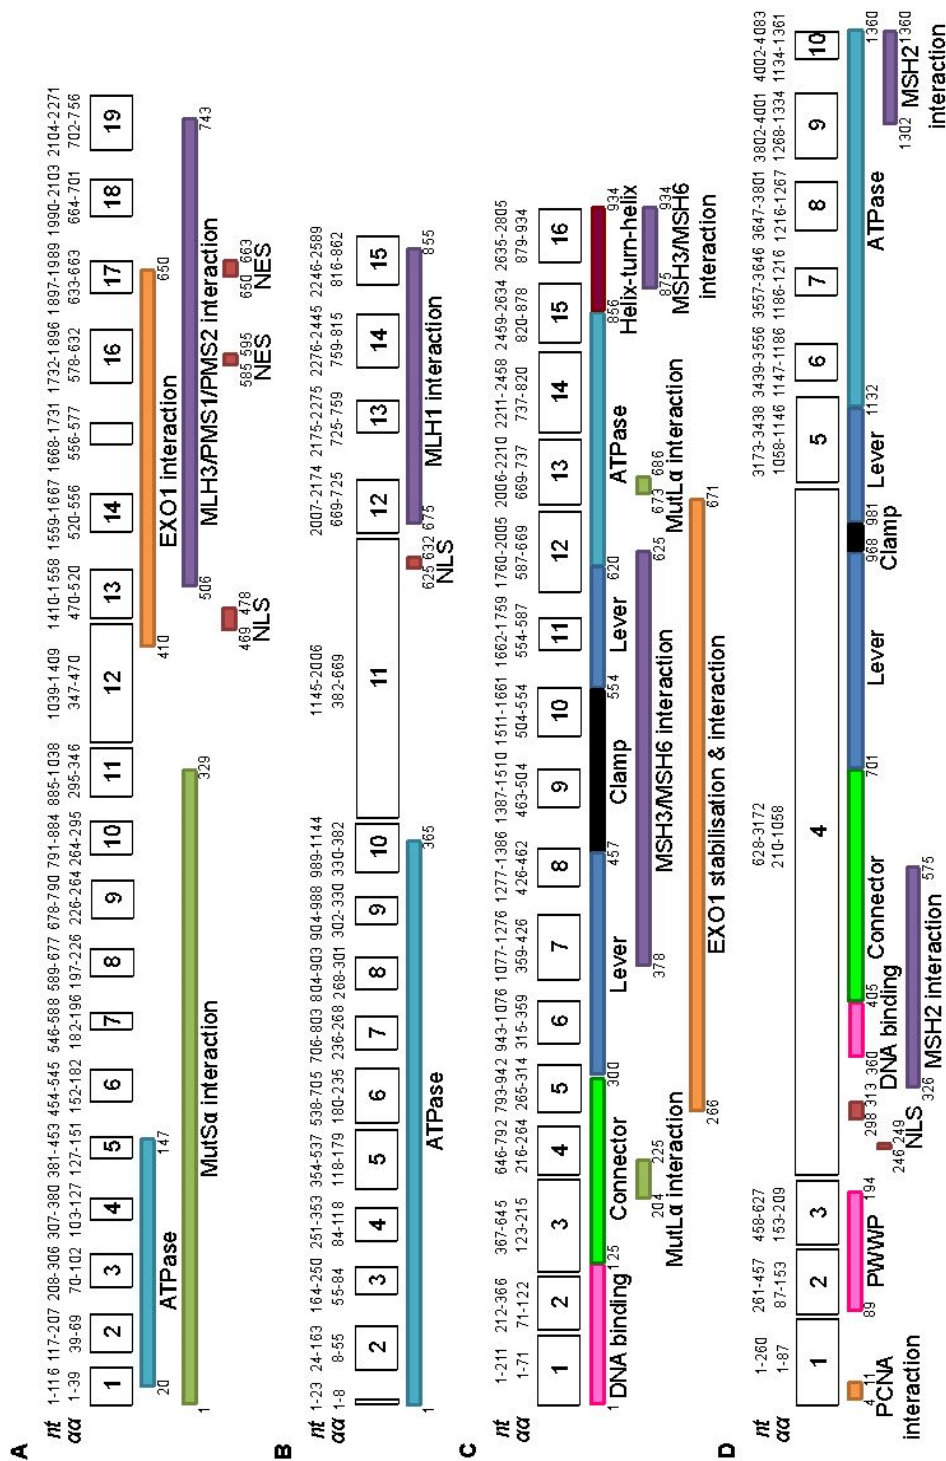 A
nt 1-116 117-207 208-306 307-380 381-453 454-545 546-588 589-677 678-790 791-884 885-1038 1039-1409 1410-1558 1559-1667 1668-1731 1732-1896 1897-1989 1990-2103 2104-2271
αα 1-39 39-69 70-102 103-127 127-151 152-182 182-196 197-226 226-264 264-295 295-346 347-470 470-520 520-556 556-577 578-632 633-663 664-701 702-756
1 2 3 4 5 6 7 8 9 10 11 12 13 14 16 17 18 19
20 147 410 650
ATPase EXO1 interaction
1 329 506 743
MutSα interaction MLH3/PMS1/PMS2 interaction
469 478 585 595 650 663
NLS NES NES
B
nt 1-23 24-163 164-250 251-353 354-537 538-705 706-803 804-903 904-988 989-1144 1145-2006 2007-2174 2175-2275 2276-2445 2246-2589
αα 1-8 8-55 55-84 84-118 118-179 180-235 236-268 268-301 302-330 330-382 382-669 669-725 725-759 759-815 816-862
2 3 4 5 6 7 8 9 10 11 12 13 14 15
1 365 625 632 675 855
ATPase NLS MLH1 interaction
C
nt 1-211 212-366 367-645 646-792 793-942 943-1076 1077-1276 1277-1386 1387-1510 1511-1661 1662-1759 1760-2005 2006-2210 2211-2458 2459-2634 2635-2805
αα 1-71 71-122 123-215 216-264 265-314 315-359 359-426 426-462 463-504 504-554 554-587 587-669 669-737 737-820 820-878 879-934
1 2 3 4 5 6 7 8 9 10 11 12 13 14 15 16
1 125 300 457 554 620 856 934
DNA binding Connector Lever Clamp Lever ATPase Helix-turn-helix
204 225 378 625 673 686 875 934
MutLα interaction MSH3/MSH6 interaction MutLα interaction MSH3/MSH6
interaction
266 671
EXO1 stabilisation & interaction
D
nt 1-260 261-457 458-627 628-3172 3173-3438 3439-3556 3557-3646 3647-3801 3802-4001 4002-4083
αα 1-87 87-153 153-209 210-1058 1058-1146 1147-1186 1186-1216 1216-1267 1268-1334 1134-1361
1 2 3 4 5 6 7 8 9 10
4 11 89 194 246 249 298 313 360 405 701 968 981 1132 1360
PCNA
interaction
PWWP NLS DNA binding Connector Lever Clamp Lever ATPase
326 575 1302 1360
MSH2 interaction MSH2
interaction